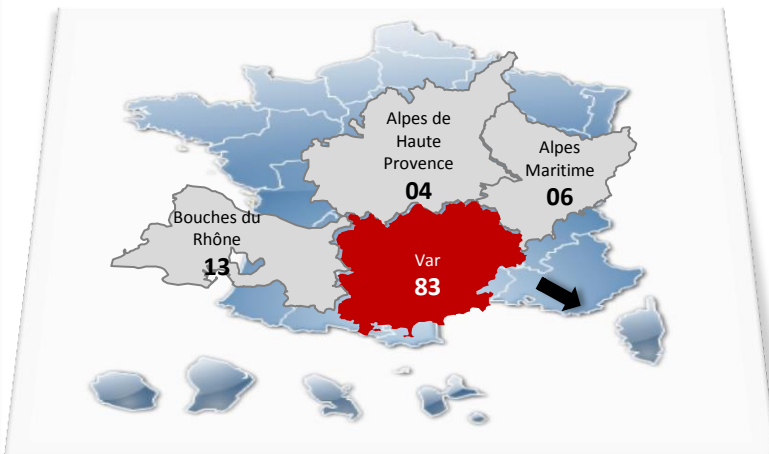 Alpes de
Haute
Provence
04
Alpes
Maritime
06
Bouches du
Rhône
13
Var
83